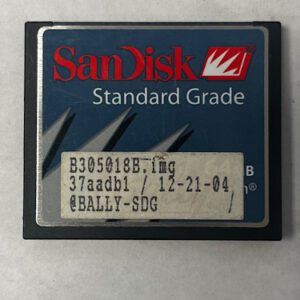 SanDisk
Standard Grade
B305018B.img
37aadb1 / 12-21-04
@BALLY-SDG /
B
®